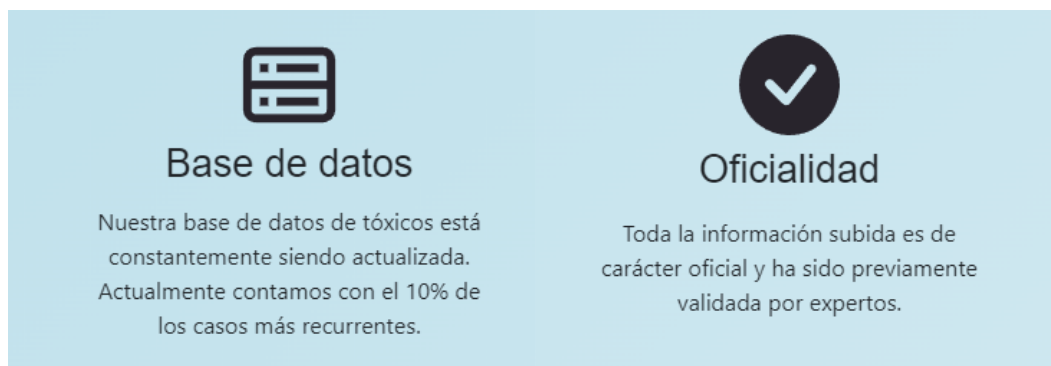 Base de datos
Nuestra base de datos de tóxicos está
constantemente siendo actualizada.
Actualmente contamos con el 10% de
los casos más recurrentes.
Oficialidad
Toda la información subida es de
carácter oficial y ha sido previamente
validada por expertos.